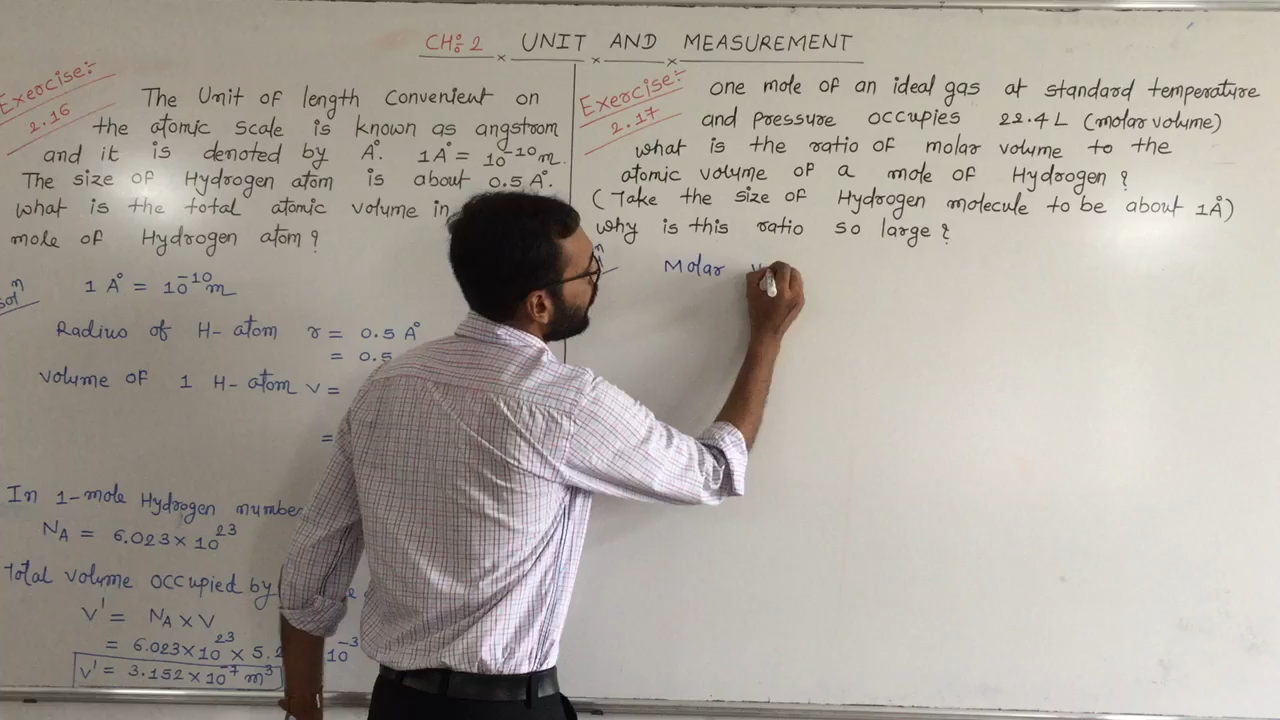 CH: 2 UNIT AND MEASUREMENT
Exercise:-
2.16
The Unit of length Convenient on
the atomic scale is known as angstrom
and it is denoted by A°. 1A° = 10⁻¹⁰m.
The size of Hydrogen atom is about 0.5 A°.
what is the total atomic volume in
mole of Hydrogen atom?
solⁿ
1 A° = 10⁻¹⁰m
Radius of H-atom r = 0.5 A°
= 0.5
volume of 1 H-atom v =
=
In 1-mole Hydrogen number
N_A = 6.023×10²³
Total volume occupied by
V' = N_A × V
= 6.023×10²³ × 5.2 10⁻³
V' = 3.152×10⁻⁷ m³
Exercise:-
2.17
one mole of an ideal gas at standard temperature
and pressure occupies 22.4 L (molar volume)
what is the ratio of molar volume to the
atomic volume of a mole of Hydrogen?
(Take the size of Hydrogen molecule to be about 1Å)
why is this ratio so large?
Molar